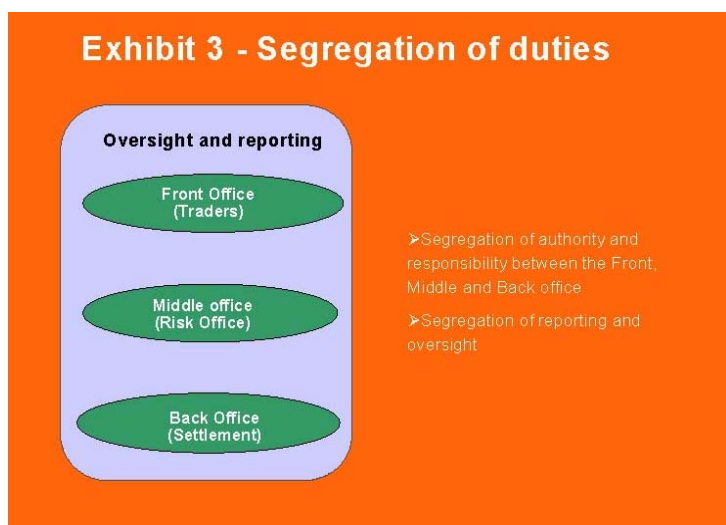 Exhibit 3 - Segregation of duties
Oversight and reporting
Front Office
(Traders)
Middle office
(Risk Office)
Back Office
(Settlement)
➢Segregation of authority and
responsibility between the Front,
Middle and Back office
➢Segregation of reporting and
oversight